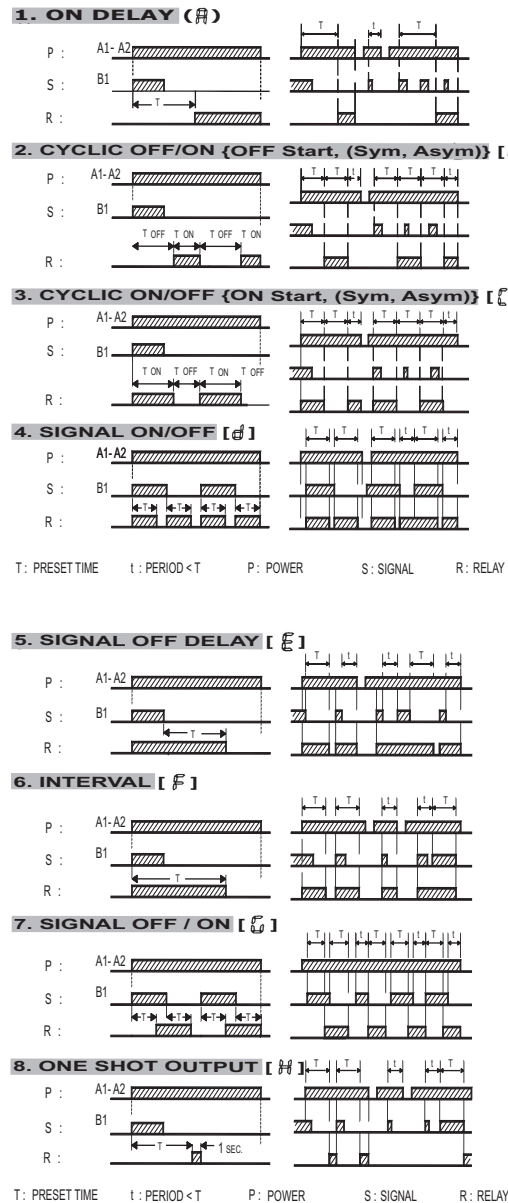 1. ON DELAY (A)
T t T
P : A1- A2
S : B1
T
R :
2. CYCLIC OFF/ON {OFF Start, (Sym, Asym)} [
T T t T T T t
P : A1-A2
S : B1
T OFF T ON T OFF T ON
R :
3. CYCLIC ON/OFF {ON Start, (Sym, Asym)} [C
T T t T T T t
P : A1- A2
S : B1
T ON T OFF T ON T OFF
R :
4. SIGNAL ON/OFF [d]
T T T t T t
P : A1- A2
S : B1
T T T T
R :
T : PRESET TIME t : PERIOD < T P : POWER S : SIGNAL R : RELAY
5. SIGNAL OFF DELAY [ E ]
T t t T t
P : A1- A2
S : B1
T
R :
6. INTERVAL [ F ]
T T t t T
P : A1- A2
S : B1
T
R :
7. SIGNAL OFF / ON [ G ]
T T t T T t T t
P : A1- A2
S : B1
T T T T
R :
8. ONE SHOT OUTPUT [ H ]
T T t t T
P : A1- A2
S : B1
T 1 SEC.
R :
T : PRESET TIME t : PERIOD < T P : POWER S : SIGNAL R : RELAY